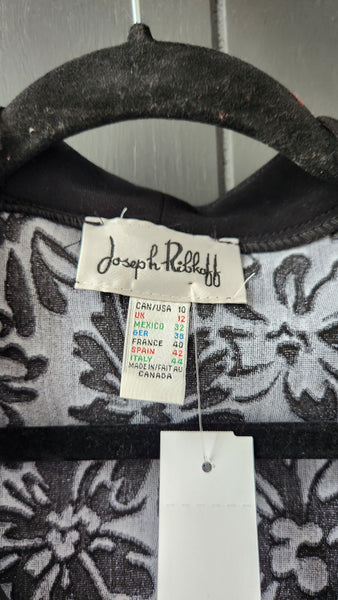 Joseph Ribkoff
CAN/USA 10
UK 12
MEXICO 32
GER 38
FRANCE 40
SPAIN 42
ITALY 44
MADE IN/FAIT AU
CANADA